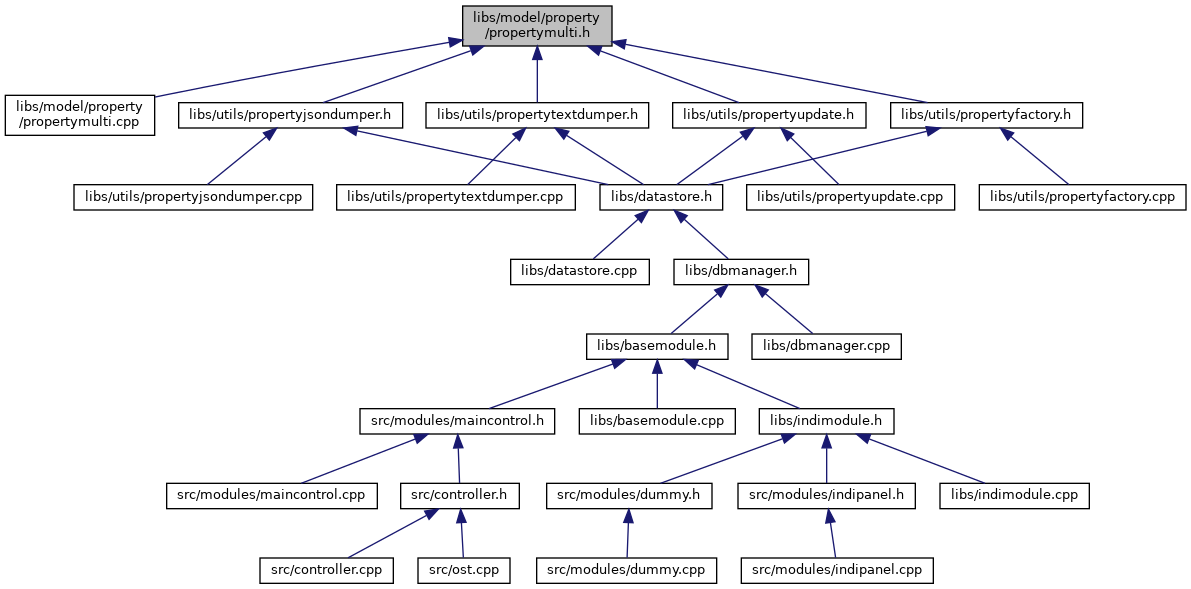 libs/model/property
/propertymulti.h
libs/model/property
/propertymulti.cpp
libs/utils/propertyjsondumper.h
libs/utils/propertytextdumper.h
libs/utils/propertyupdate.h
libs/utils/propertyfactory.h
libs/utils/propertyjsondumper.cpp
libs/utils/propertytextdumper.cpp
libs/datastore.h
libs/utils/propertyupdate.cpp
libs/utils/propertyfactory.cpp
libs/datastore.cpp
libs/dbmanager.h
libs/basemodule.h
libs/dbmanager.cpp
src/modules/maincontrol.h
libs/basemodule.cpp
libs/indimodule.h
src/modules/maincontrol.cpp
src/controller.h
src/modules/dummy.h
src/modules/indipanel.h
libs/indimodule.cpp
src/controller.cpp
src/ost.cpp
src/modules/dummy.cpp
src/modules/indipanel.cpp